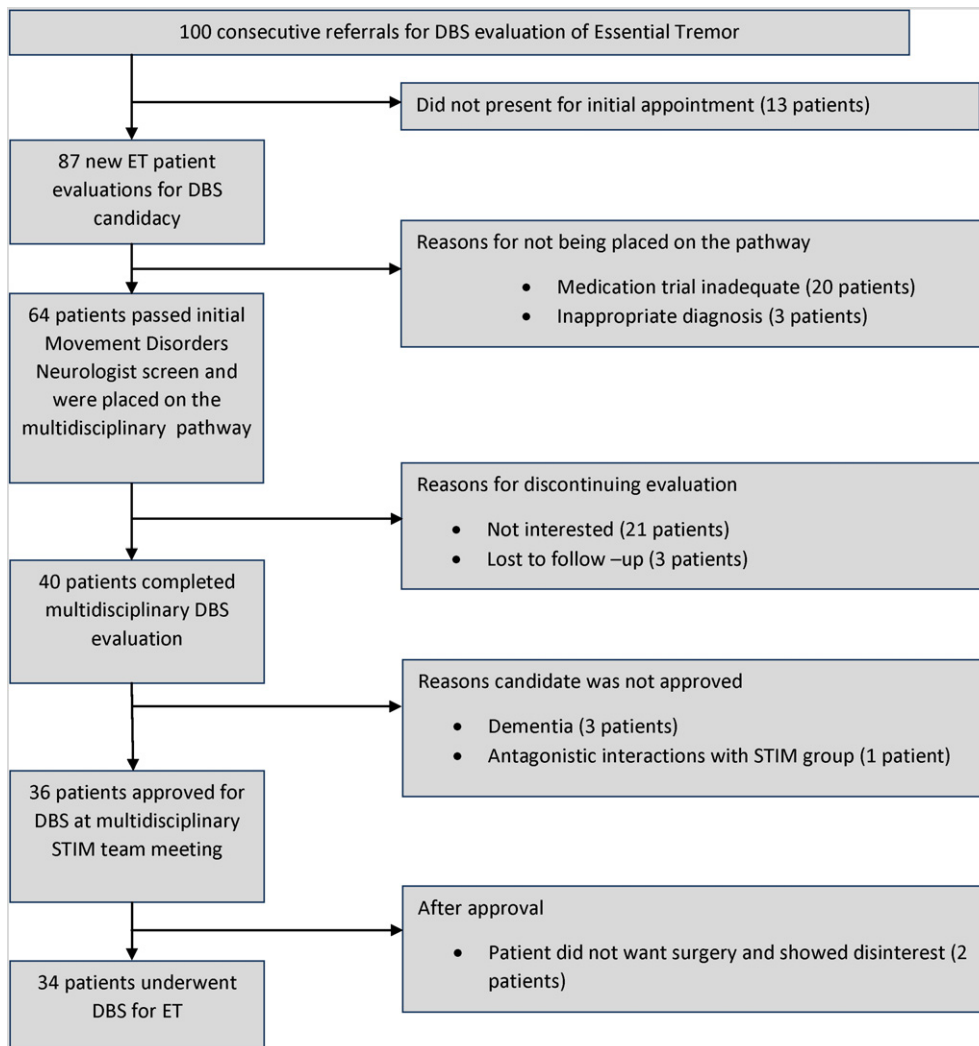 100 consecutive referrals for DBS evaluation of Essential Tremor
Did not present for initial appointment (13 patients)
87 new ET patient
evaluations for DBS
candidacy
Reasons for not being placed on the pathway
• Medication trial inadequate (20 patients)
• Inappropriate diagnosis (3 patients)
64 patients passed initial
Movement Disorders
Neurologist screen and
were placed on the
multidisciplinary pathway
Reasons for discontinuing evaluation
• Not interested (21 patients)
• Lost to follow –up (3 patients)
40 patients completed
multidisciplinary DBS
evaluation
Reasons candidate was not approved
• Dementia (3 patients)
• Antagonistic interactions with STIM group (1 patient)
36 patients approved for
DBS at multidisciplinary
STIM team meeting
After approval
• Patient did not want surgery and showed disinterest (2
patients)
34 patients underwent
DBS for ET